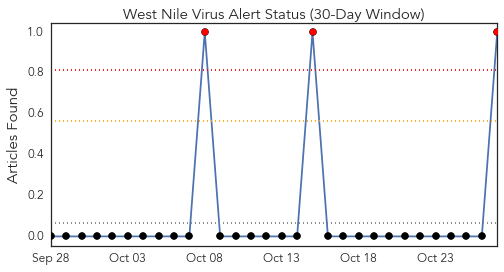 West Nile Virus Alert Status (30-Day Window)
Articles Found
1.0
0.8
0.6
0.4
0.2
0.0
Sep 28 Oct 03 Oct 08 Oct 13 Oct 18 Oct 23